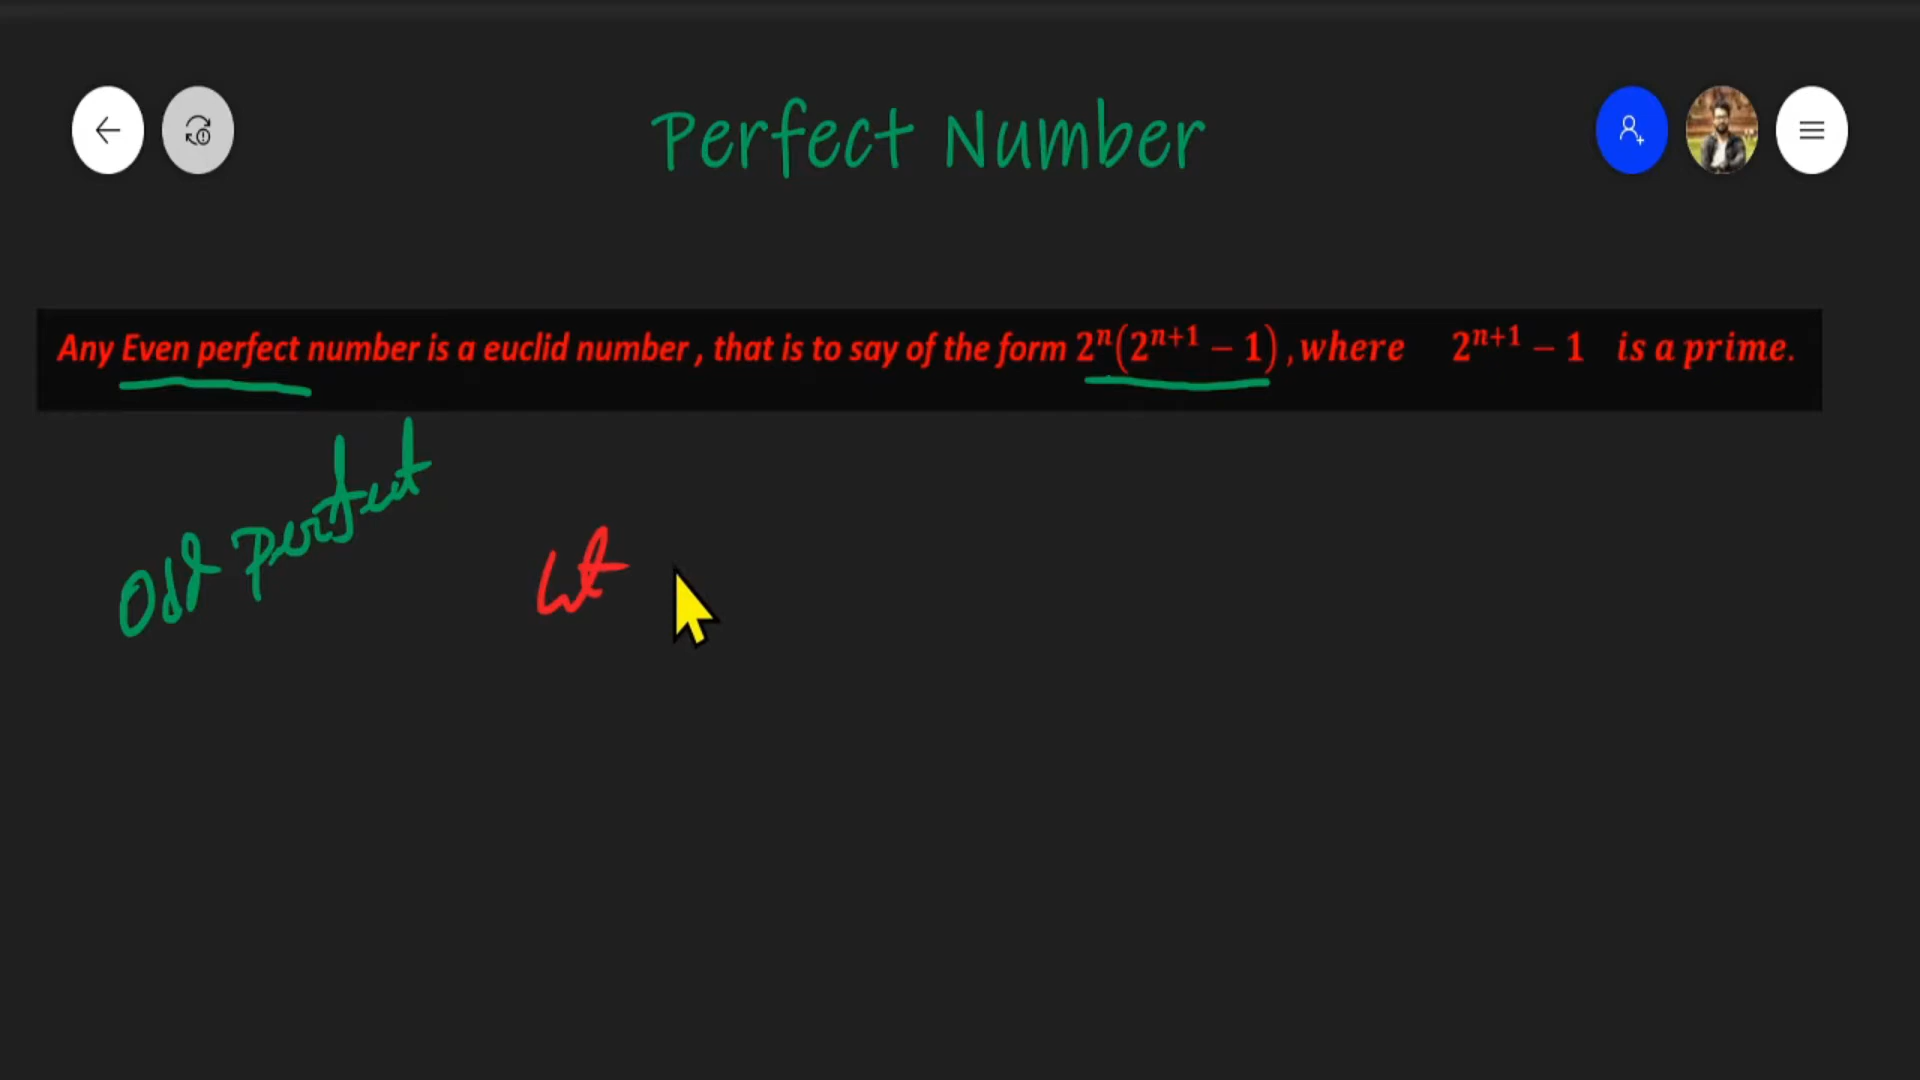 Perfect Number
Any Even perfect number is a euclid number , that is to say of the form 2ⁿ(2ⁿ⁺¹ − 1) , where 2ⁿ⁺¹ − 1 is a prime.
Odd perfect
Let